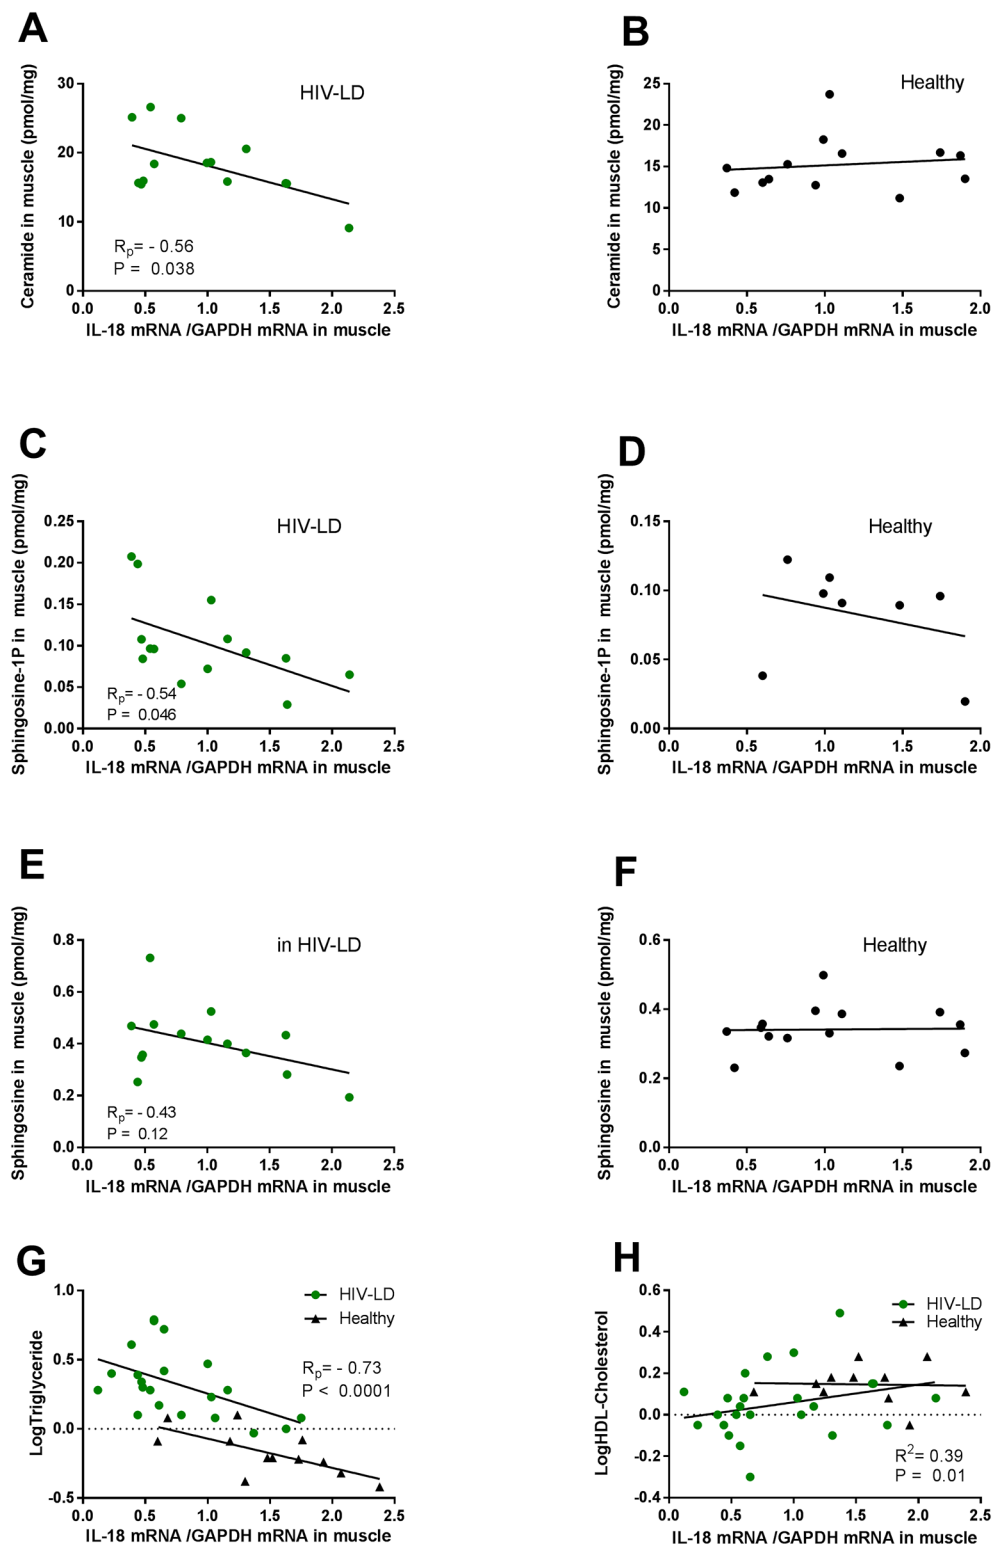 A
Ceramide in muscle (pmol/mg)
30
20
10
0
HIV-LD
Rp= - 0.56
P = 0.038
0.0 0.5 1.0 1.5 2.0 2.5
IL-18 mRNA /GAPDH mRNA in muscle
B
Ceramide in muscle (pmol/mg)
25
20
15
10
5
0
Healthy
0.0 0.5 1.0 1.5 2.0
IL-18 mRNA /GAPDH mRNA in muscle
C
Sphingosine-1P in muscle (pmol/mg)
0.25
0.20
0.15
0.10
0.05
0.00
HIV-LD
Rp= - 0.54
P = 0.046
0.0 0.5 1.0 1.5 2.0 2.5
IL-18 mRNA /GAPDH mRNA in muscle
D
Sphingosine-1P in muscle (pmol/mg)
0.15
0.10
0.05
0.00
Healthy
0.0 0.5 1.0 1.5 2.0
IL-18 mRNA /GAPDH mRNA in muscle
E
Sphingosine in muscle (pmol/mg)
0.8
0.6
0.4
0.2
0.0
in HIV-LD
Rp= - 0.43
P = 0.12
0.0 0.5 1.0 1.5 2.0 2.5
IL-18 mRNA /GAPDH mRNA in muscle
F
Sphingosine in muscle (pmol/mg)
0.6
0.4
0.2
0.0
Healthy
0.0 0.5 1.0 1.5 2.0
IL-18 mRNA /GAPDH mRNA in muscle
G
LogTriglyceride
1.0
0.5
0.0
-0.5
HIV-LD
Healthy
Rp= - 0.73
P < 0.0001
0.0 0.5 1.0 1.5 2.0 2.5
IL-18 mRNA /GAPDH mRNA in muscle
H
LogHDL-Cholesterol
0.6
0.4
0.2
0.0
-0.2
-0.4
HIV-LD
Healthy
R2= 0.39
P = 0.01
0.0 0.5 1.0 1.5 2.0 2.5
IL-18 mRNA /GAPDH mRNA in muscle